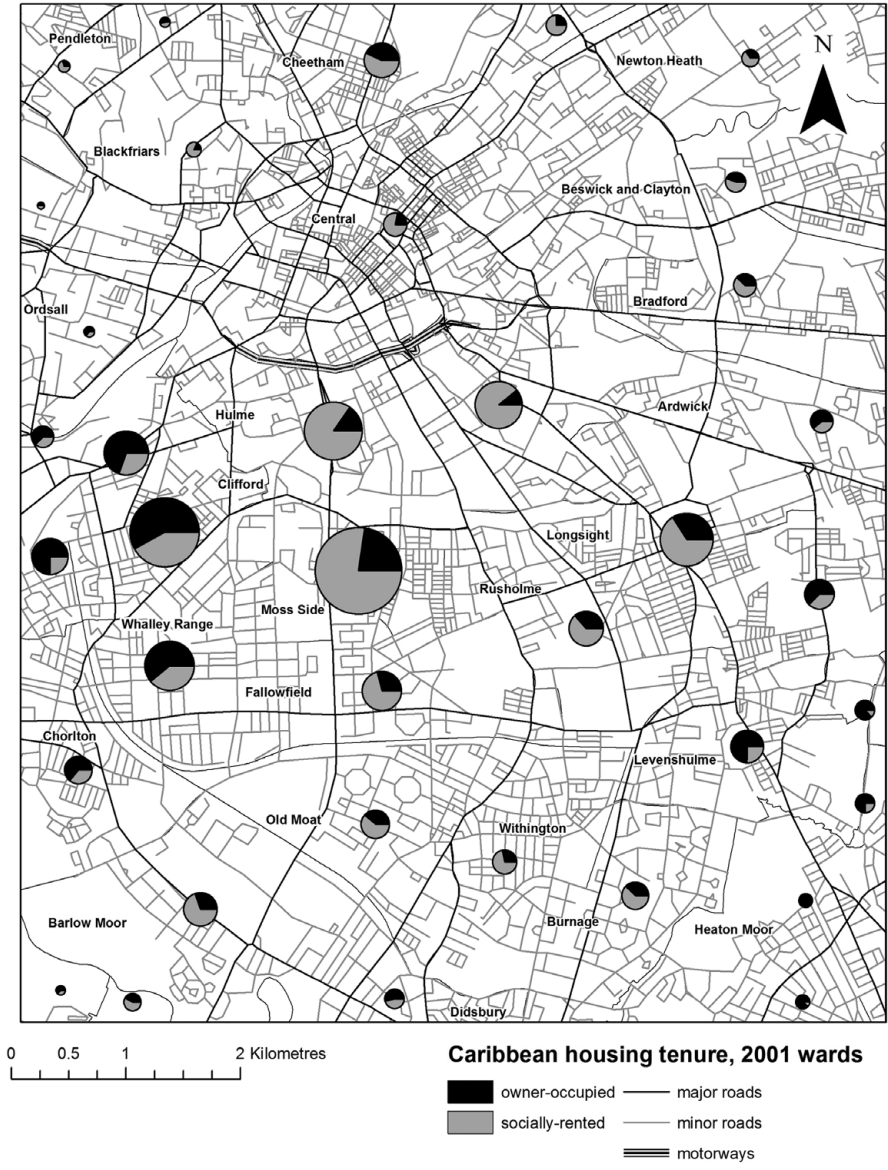 Pendleton
Cheetham
Newton Heath
N
Blackfriars
Beswick and Clayton
Central
Ordsall
Bradford
Hulme
Ardwick
Clifford
Longsight
Rusholme
Moss Side
Whalley Range
Fallowfield
Chorlton
Levenshulme
Old Moat
Withington
Barlow Moor
Burnage
Heaton Moor
Didsbury
0 0.5 1 2 Kilometres
Caribbean housing tenure, 2001 wards
owner-occupied major roads
socially-rented minor roads
motorways